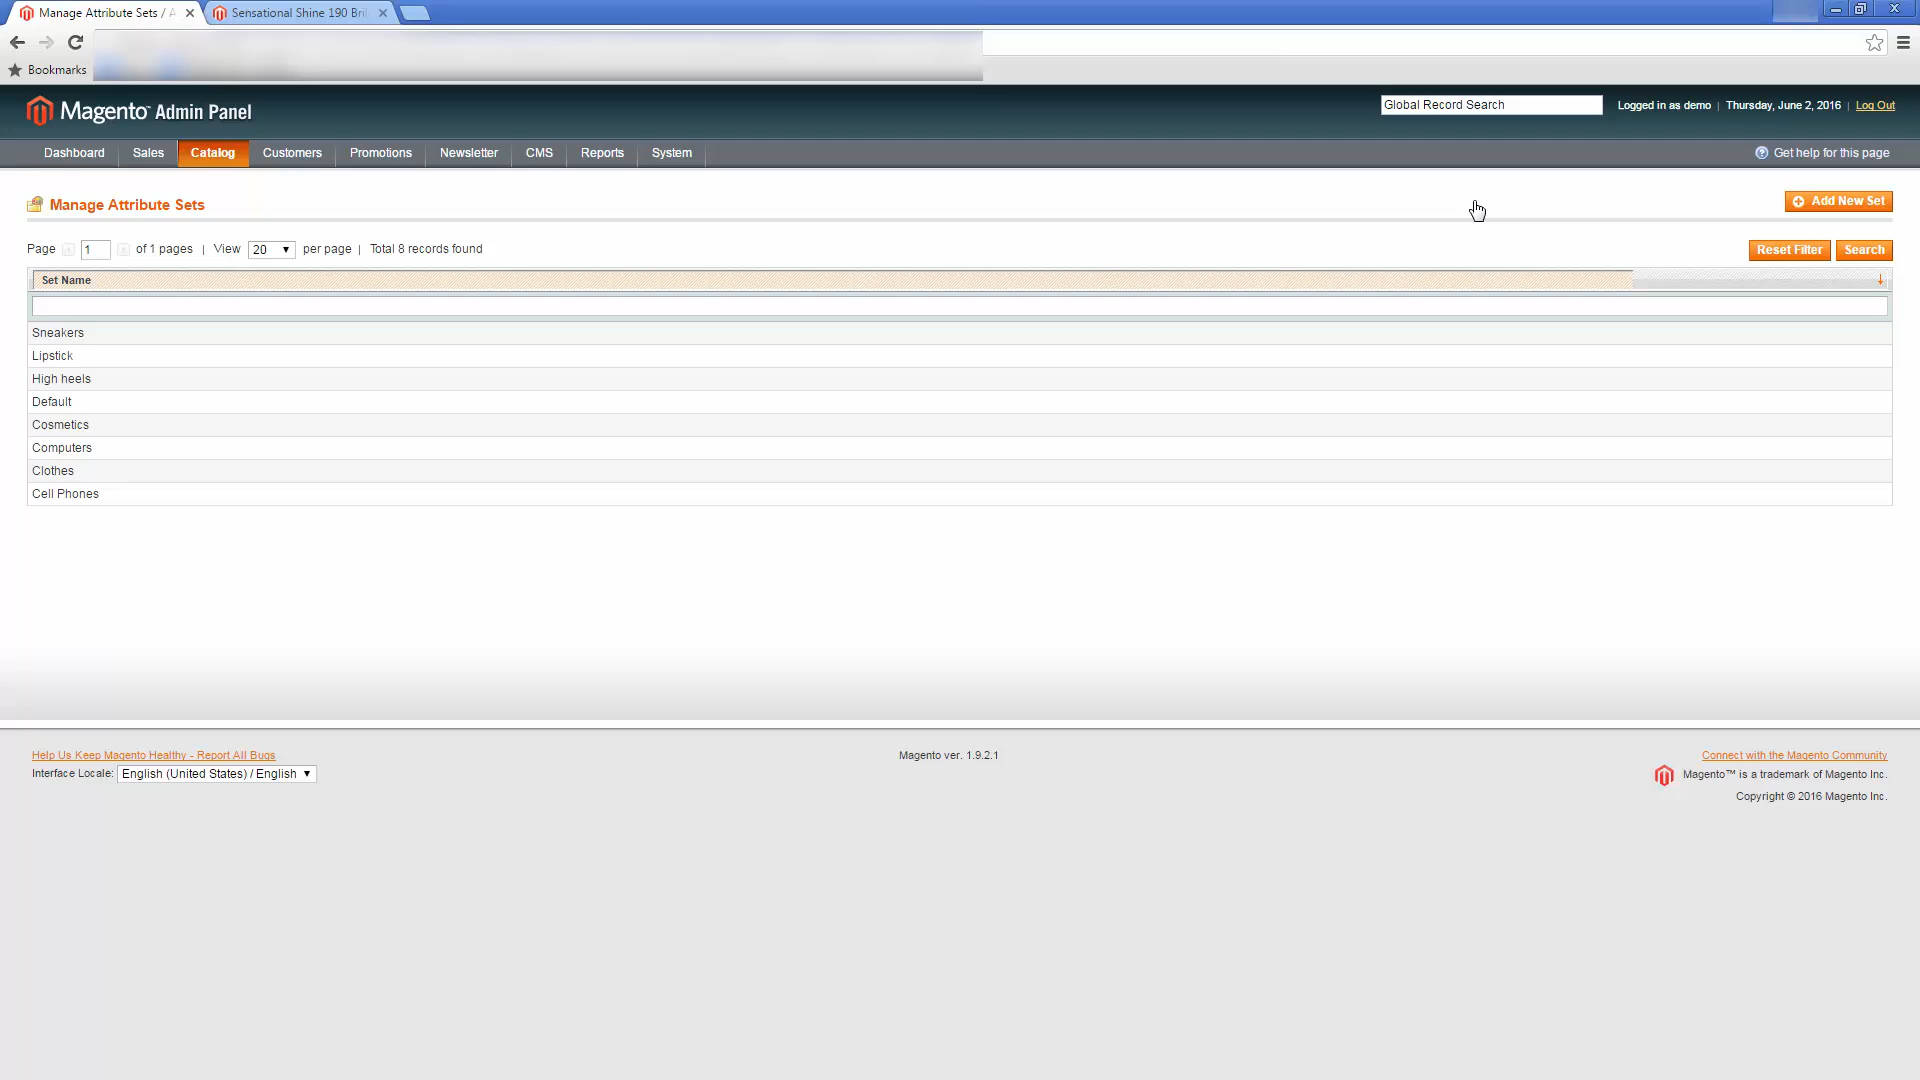 Manage Attribute Sets / A
Sensational Shine 190 Bril
Bookmarks
Magento™ Admin Panel
Global Record Search
Logged in as demo | Thursday, June 2, 2016 | Log Out
Dashboard Sales Catalog Customers Promotions Newsletter CMS Reports System
Get help for this page
Manage Attribute Sets
Add New Set
Page 1 of 1 pages | View 20 per page | Total 8 records found
Reset Filter Search
Set Name
Sneakers
Lipstick
High heels
Default
Cosmetics
Computers
Clothes
Cell Phones
Help Us Keep Magento Healthy - Report All Bugs
Magento ver. 1.9.2.1
Connect with the Magento Community
Interface Locale: English (United States) / English
Magento™ is a trademark of Magento Inc.
Copyright © 2016 Magento Inc.